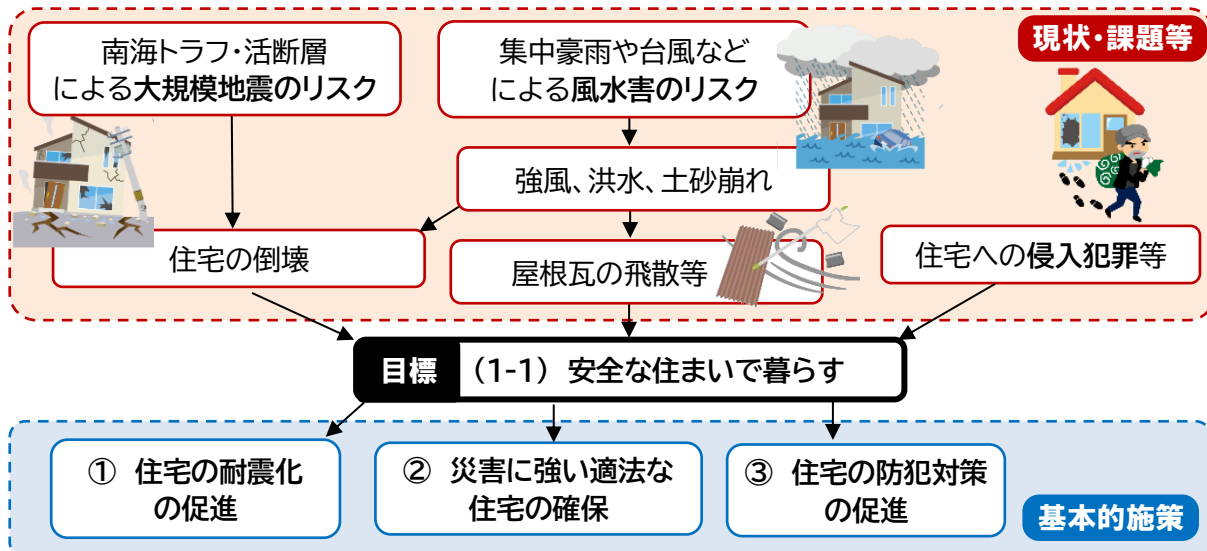 現状・課題等
南海トラフ・活断層
による大規模地震のリスク
集中豪雨や台風など
による風水害のリスク
強風、洪水、土砂崩れ
住宅の倒壊
屋根瓦の飛散等
住宅への侵入犯罪等
目標 (1-1) 安全な住まいで暮らす
① 住宅の耐震化
の促進
② 災害に強い適法な
住宅の確保
③ 住宅の防犯対策
の促進
基本的施策